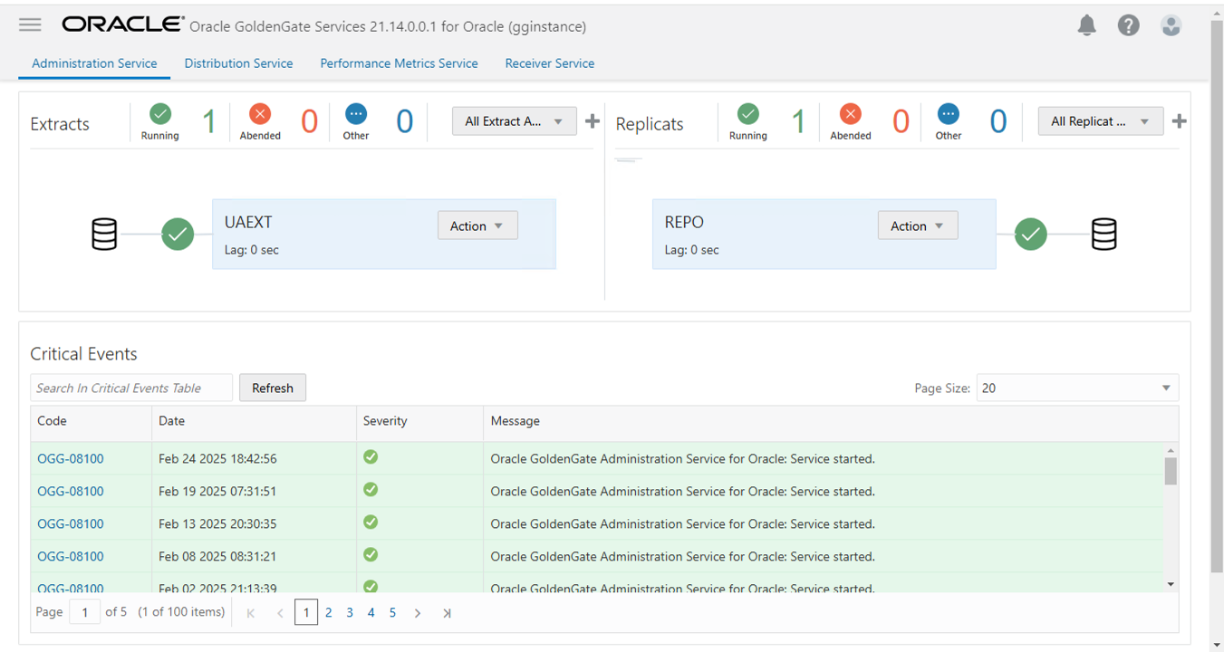 ORACLE® Oracle GoldenGate Services 21.14.0.0.1 for Oracle (gginstance)
Administration Service Distribution Service Performance Metrics Service Receiver Service
Extracts Running 1 Abended 0 Other 0 All Extract A...
Replicats Running 1 Abended 0 Other 0 All Replicat ...
UAEXT Action
Lag: 0 sec
REPO Action
Lag: 0 sec
Critical Events
Search In Critical Events Table Refresh Page Size: 20
Code Date Severity Message
OGG-08100 Feb 24 2025 18:42:56 Oracle GoldenGate Administration Service for Oracle: Service started.
OGG-08100 Feb 19 2025 07:31:51 Oracle GoldenGate Administration Service for Oracle: Service started.
OGG-08100 Feb 13 2025 20:30:35 Oracle GoldenGate Administration Service for Oracle: Service started.
OGG-08100 Feb 08 2025 08:31:21 Oracle GoldenGate Administration Service for Oracle: Service started.
OGG-08100 Feb 02 2025 21:13:39 Oracle GoldenGate Administration Service for Oracle: Service started.
Page 1 of 5 (1 of 100 items) 1 2 3 4 5